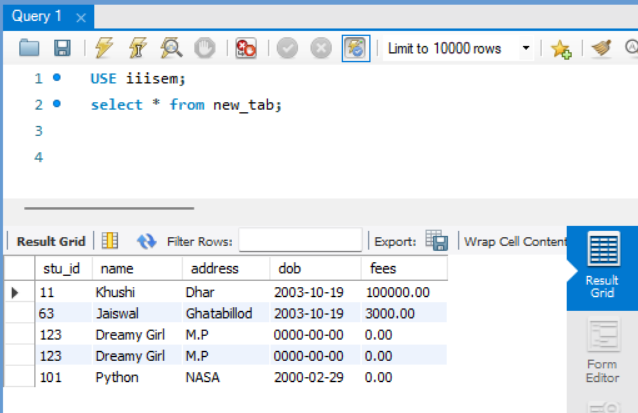 Query 1 ×
Limit to 10000 rows
1 USE iiisem;
2 select * from new_tab;
3
4
Result Grid Filter Rows: Export: Wrap Cell Content
stu_id name address dob fees
11 Khushi Dhar 2003-10-19 100000.00
63 Jaiswal Ghatabillod 2003-10-19 3000.00
123 Dreamy Girl M.P 0000-00-00 0.00
123 Dreamy Girl M.P 0000-00-00 0.00
101 Python NASA 2000-02-29 0.00
Result
Grid
Form
Editor